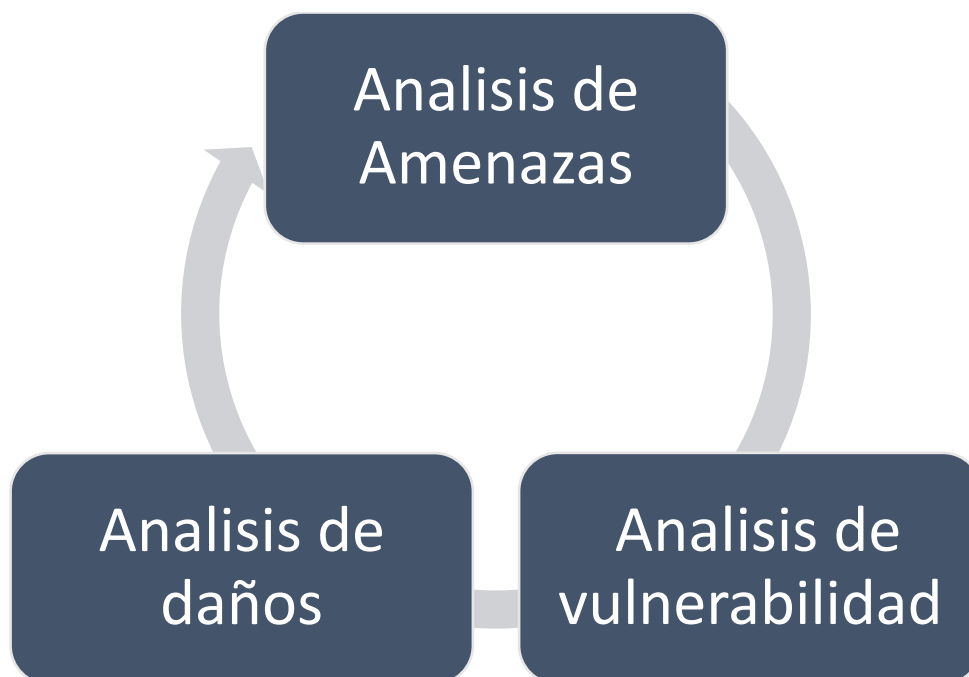 Analisis de
Amenazas
Analisis de
daños
Analisis de
vulnerabilidad